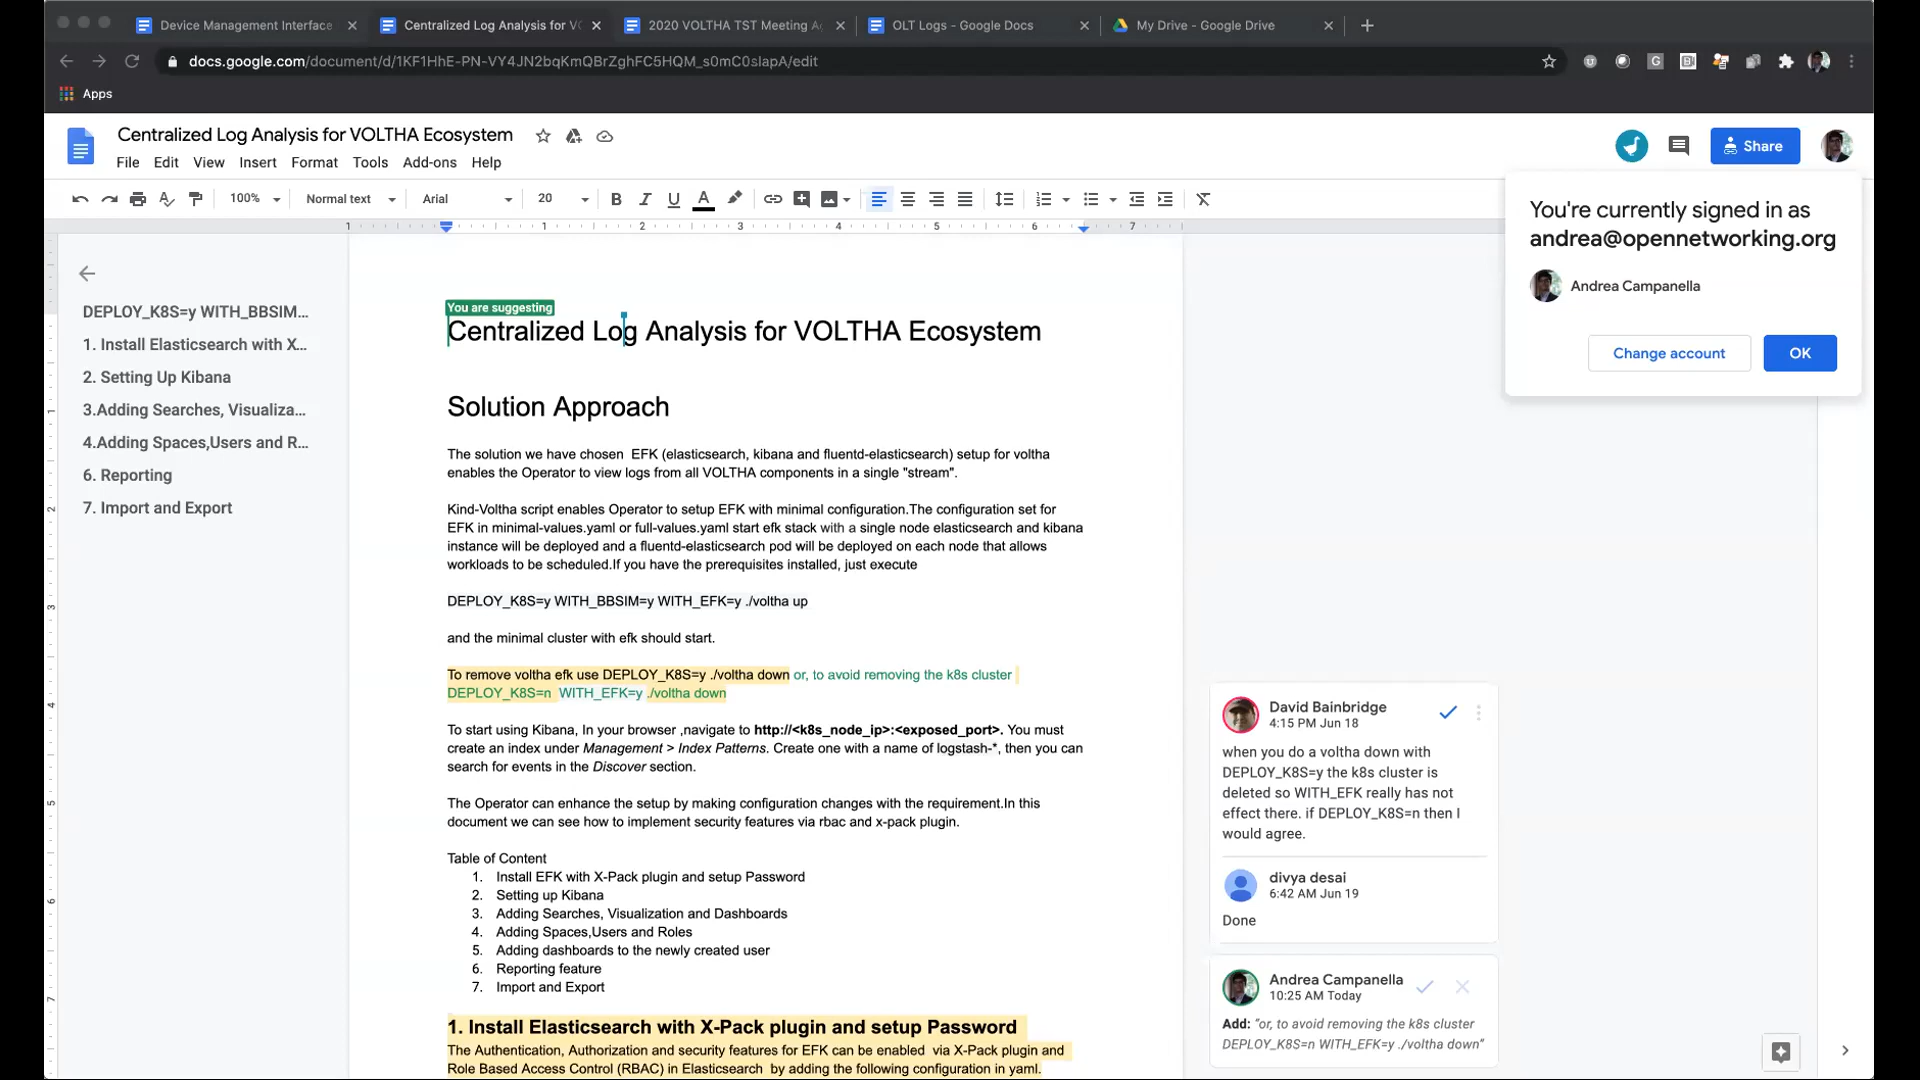 Device Management Interface
Centralized Log Analysis for VO
2020 VOLTHA TST Meeting Ag
OLT Logs - Google Docs
My Drive - Google Drive
docs.google.com/document/d/1KF1HhE-PN-VY4JN2bqKmQBrZghFC5HQM_s0mC0slapA/edit
Apps
Centralized Log Analysis for VOLTHA Ecosystem
File Edit View Insert Format Tools Add-ons Help
Share
100% Normal text Arial 20
1 1 2 3 4 5 6 7
You're currently signed in as
andrea@opennetworking.org
Andrea Campanella
Change account OK
DEPLOY_K8S=y WITH_BBSIM...
1. Install Elasticsearch with X...
2. Setting Up Kibana
3.Adding Searches, Visualiza...
4.Adding Spaces,Users and R...
6. Reporting
7. Import and Export
You are suggesting
Centralized Log Analysis for VOLTHA Ecosystem
Solution Approach
The solution we have chosen  EFK (elasticsearch, kibana and fluentd-elasticsearch) setup for voltha
enables the Operator to view logs from all VOLTHA components in a single "stream".
Kind-Voltha script enables Operator to setup EFK with minimal configuration.The configuration set for
EFK in minimal-values.yaml or full-values.yaml start efk stack with a single node elasticsearch and kibana
instance will be deployed and a fluentd-elasticsearch pod will be deployed on each node that allows
workloads to be scheduled.If you have the prerequisites installed, just execute
DEPLOY_K8S=y WITH_BBSIM=y WITH_EFK=y ./voltha up
and the minimal cluster with efk should start.
To remove voltha efk use DEPLOY_K8S=y ./voltha down or, to avoid removing the k8s cluster
DEPLOY_K8S=n  WITH_EFK=y ./voltha down
To start using Kibana, In your browser ,navigate to http://<k8s_node_ip>:<exposed_port>. You must
create an index under Management > Index Patterns. Create one with a name of logstash-*, then you can
search for events in the Discover section.
The Operator can enhance the setup by making configuration changes with the requirement.In this
document we can see how to implement security features via rbac and x-pack plugin.
Table of Content
1. Install EFK with X-Pack plugin and setup Password
2. Setting up Kibana
3. Adding Searches, Visualization and Dashboards
4. Adding Spaces,Users and Roles
5. Adding dashboards to the newly created user
6. Reporting feature
7. Import and Export
1. Install Elasticsearch with X-Pack plugin and setup Password
The Authentication, Authorization and security features for EFK can be enabled  via X-Pack plugin and
Role Based Access Control (RBAC) in Elasticsearch  by adding the following configuration in yaml.
David Bainbridge
4:15 PM Jun 18
when you do a voltha down with
DEPLOY_K8S=y the k8s cluster is
deleted so WITH_EFK really has not
effect there. if DEPLOY_K8S=n then I
would agree.
divya desai
6:42 AM Jun 19
Done
Andrea Campanella
10:25 AM Today
Add: "or, to avoid removing the k8s cluster
DEPLOY_K8S=n WITH_EFK=y ./voltha down"
1
2
3
4
5
6
7